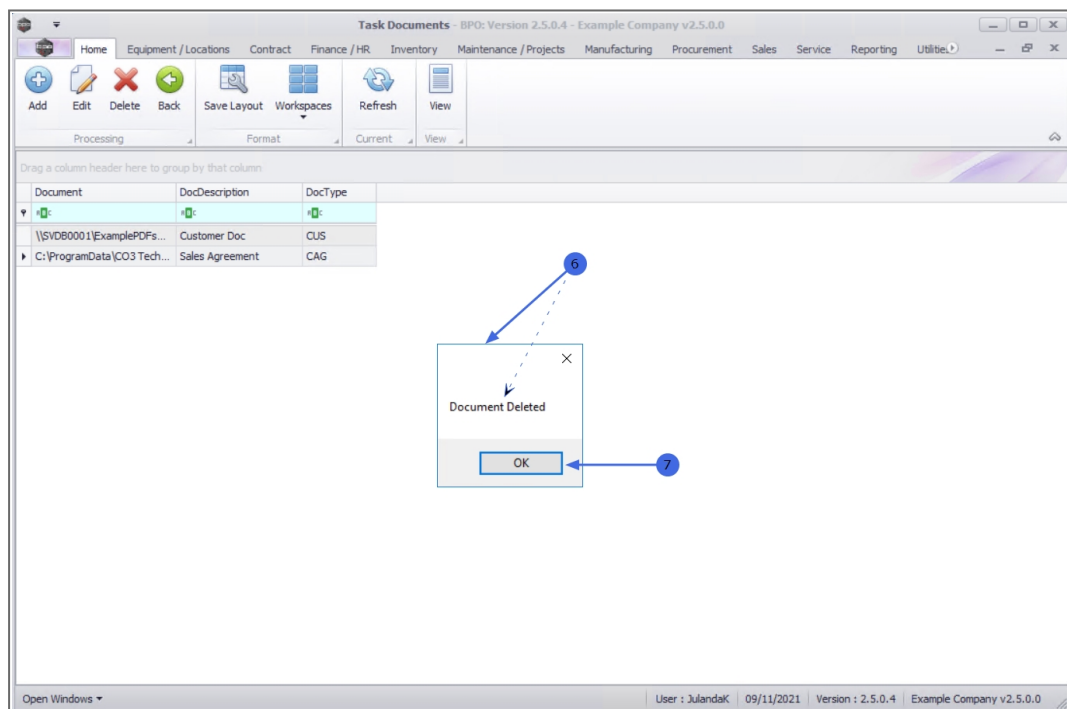 Task Documents - BPO: Version 2.5.0.4 - Example Company v2.5.0.0
Home Equipment / Locations Contract Finance / HR Inventory Maintenance / Projects Manufacturing Procurement Sales Service Reporting Utilitie
Add Edit Delete Back Save Layout Workspaces Refresh View
Processing Format Current View
Drag a column header here to group by that column
Document DocDescription DocType
\\SVDB0001\ExamplePDFs... Customer Doc CUS
C:\ProgramData\CO3 Tech... Sales Agreement CAG
6
Document Deleted
OK
7
Open Windows User : JulandaK 09/11/2021 Version : 2.5.0.4 Example Company v2.5.0.0